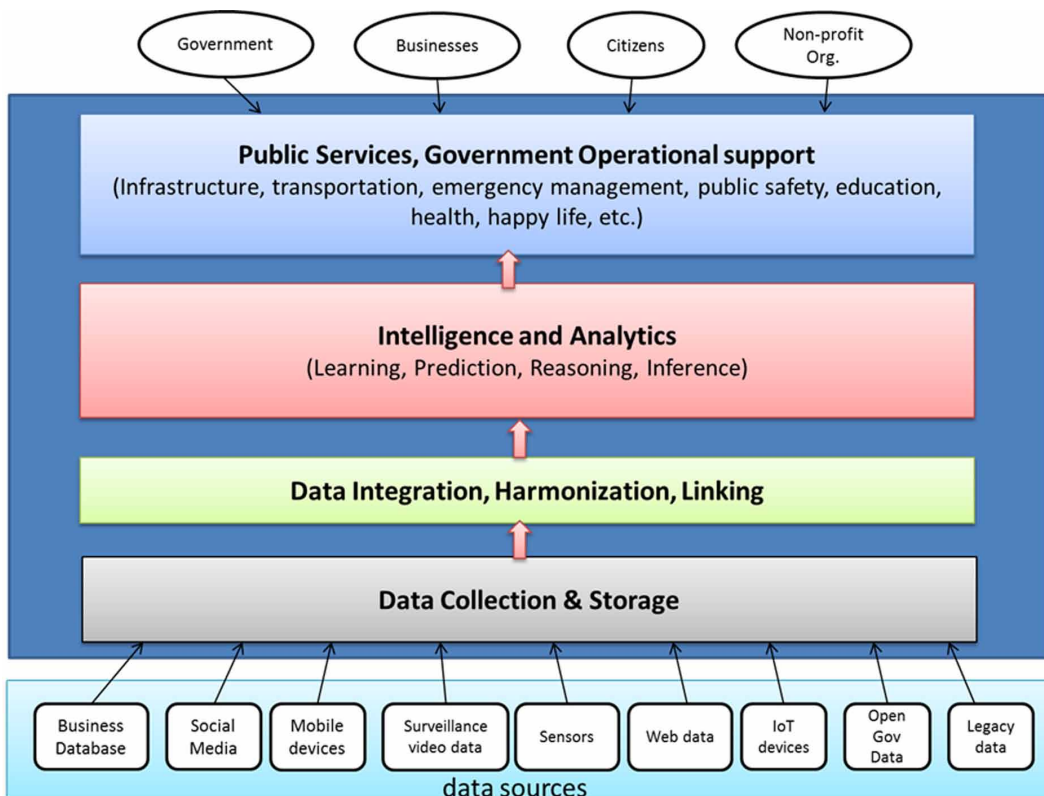 Government
Businesses
Citizens
Non-profit
Org.
Public Services, Government Operational support
(Infrastructure, transportation, emergency management, public safety, education,
health, happy life, etc.)
Intelligence and Analytics
(Learning, Prediction, Reasoning, Inference)
Data Integration, Harmonization, Linking
Data Collection & Storage
Business
Database
Social
Media
Mobile
devices
Surveillance
video data
Sensors
Web data
IoT
devices
Open
Gov
Data
Legacy
data
data sources